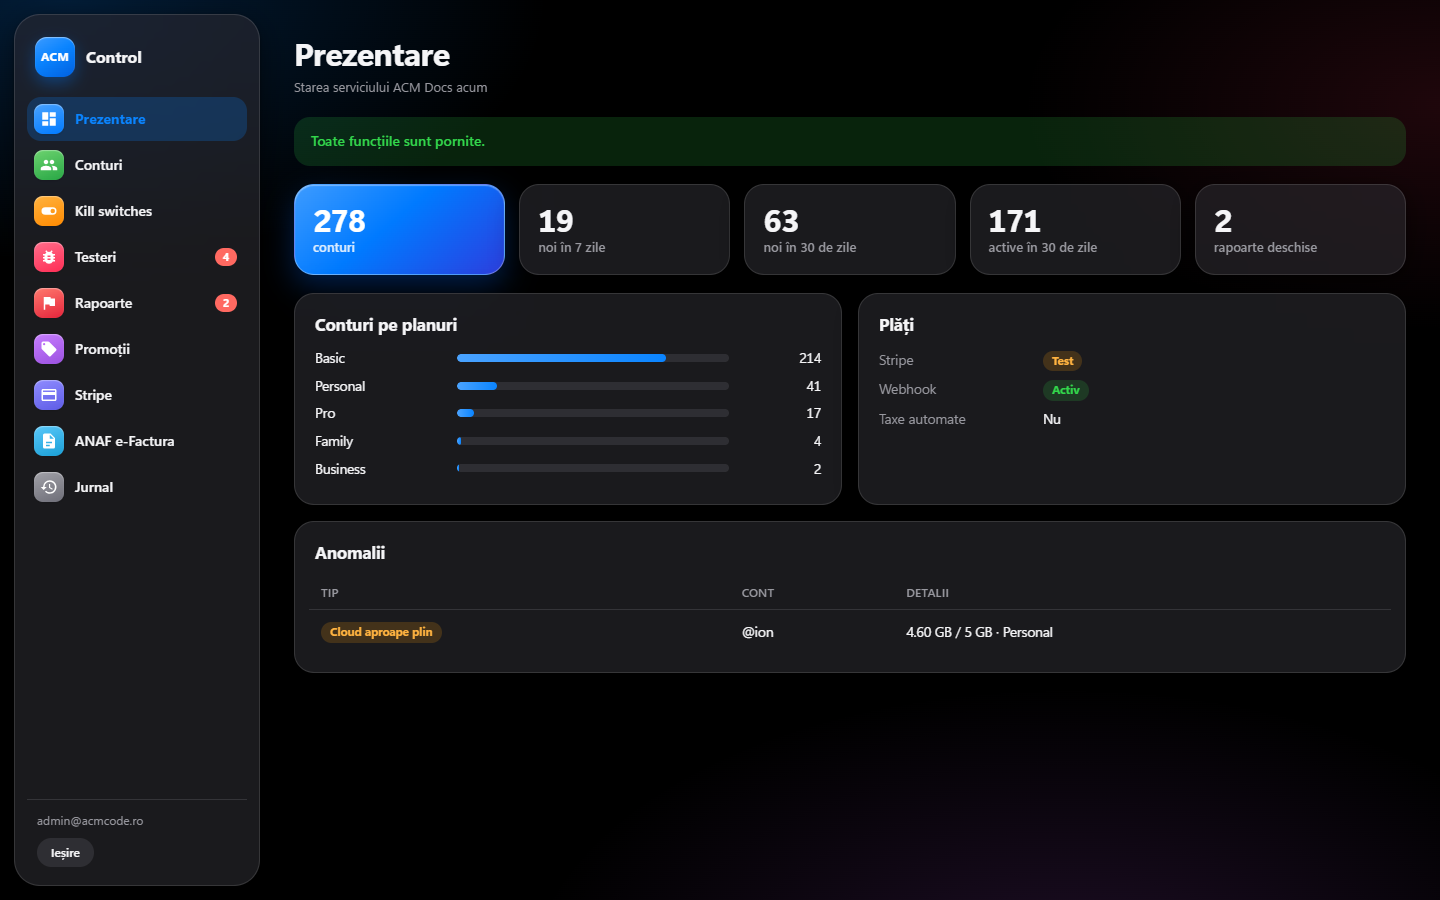 ACM Control
Prezentare
Conturi
Kill switches
Testeri 4
Rapoarte 2
Promoții
Stripe
ANAF e-Factura
Jurnal
admin@acmcode.ro
Ieșire
Prezentare
Starea serviciului ACM Docs acum
Toate funcțiile sunt pornite.
278
conturi
19
noi în 7 zile
63
noi în 30 de zile
171
active în 30 de zile
2
rapoarte deschise
Conturi pe planuri
Basic 214
Personal 41
Pro 17
Family 4
Business 2
Plăți
Stripe Test
Webhook Activ
Taxe automate Nu
Anomalii
TIP CONT DETALII
Cloud aproape plin @ion 4.60 GB / 5 GB · Personal